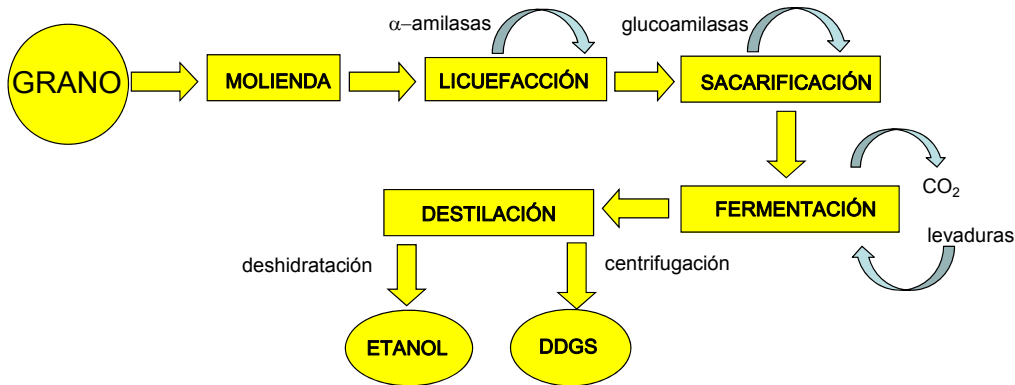 α−amilasas
glucoamilasas
GRANO
MOLIENDA
LICUEFACCIÓN
SACARIFICACIÓN
CO₂
DESTILACIÓN
FERMENTACIÓN
levaduras
deshidratación
centrifugación
ETANOL
DDGS